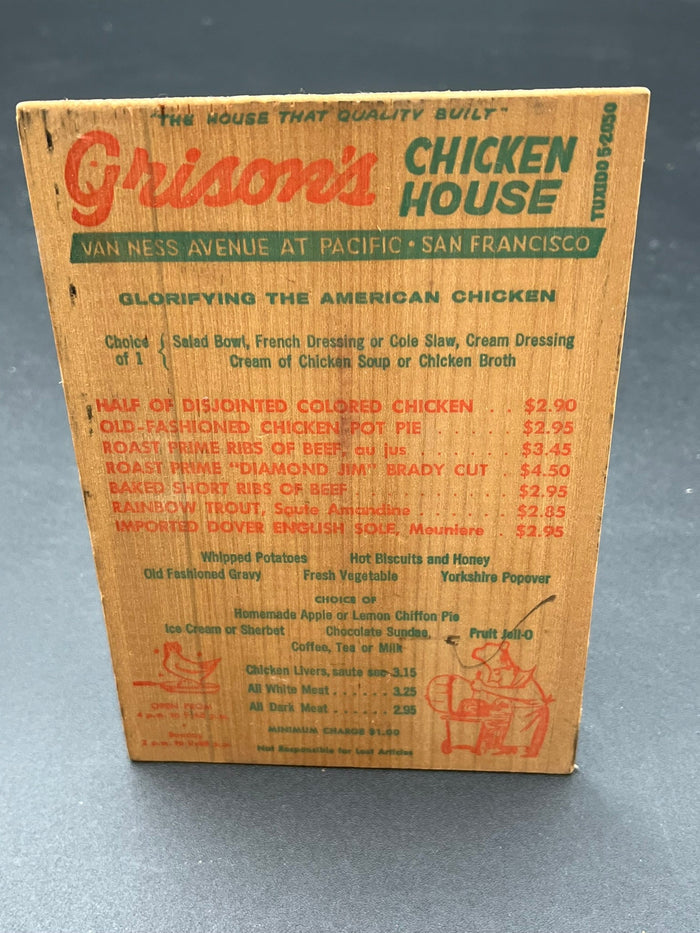 "THE HOUSE THAT QUALITY BUILT"
Grison's CHICKEN HOUSE
TUXEDO 5-2050
VAN NESS AVENUE AT PACIFIC • SAN FRANCISCO
GLORIFYING THE AMERICAN CHICKEN
Choice of 1 { Salad Bowl, French Dressing or Cole Slaw, Cream Dressing
Cream of Chicken Soup or Chicken Broth
HALF OF DISJOINTED COLORED CHICKEN . . $2.90
OLD-FASHIONED CHICKEN POT PIE . . . . . . $2.95
ROAST PRIME RIBS OF BEEF, au jus . . . . . . $3.45
ROAST PRIME "DIAMOND JIM" BRADY CUT . $4.50
BAKED SHORT RIBS OF BEEF . . . . . . . . . . $2.95
RAINBOW TROUT, Saute Amandine . . . . . . $2.85
IMPORTED DOVER ENGLISH SOLE, Meuniere . $2.95
Whipped Potatoes Hot Biscuits and Honey
Old Fashioned Gravy Fresh Vegetable Yorkshire Popover
CHOICE OF
Homemade Apple or Lemon Chiffon Pie
Ice Cream or Sherbet Chocolate Sundae, Fruit Jell-O
Coffee, Tea or Milk
Chicken Livers, saute sec 3.15
All White Meat . . . . . . . 3.25
All Dark Meat . . . . . . . 2.95
MINIMUM CHARGE $1.00
Not Responsible for Lost Articles
OPEN FROM
4 p.m. to
Sunday
2 p.m. to